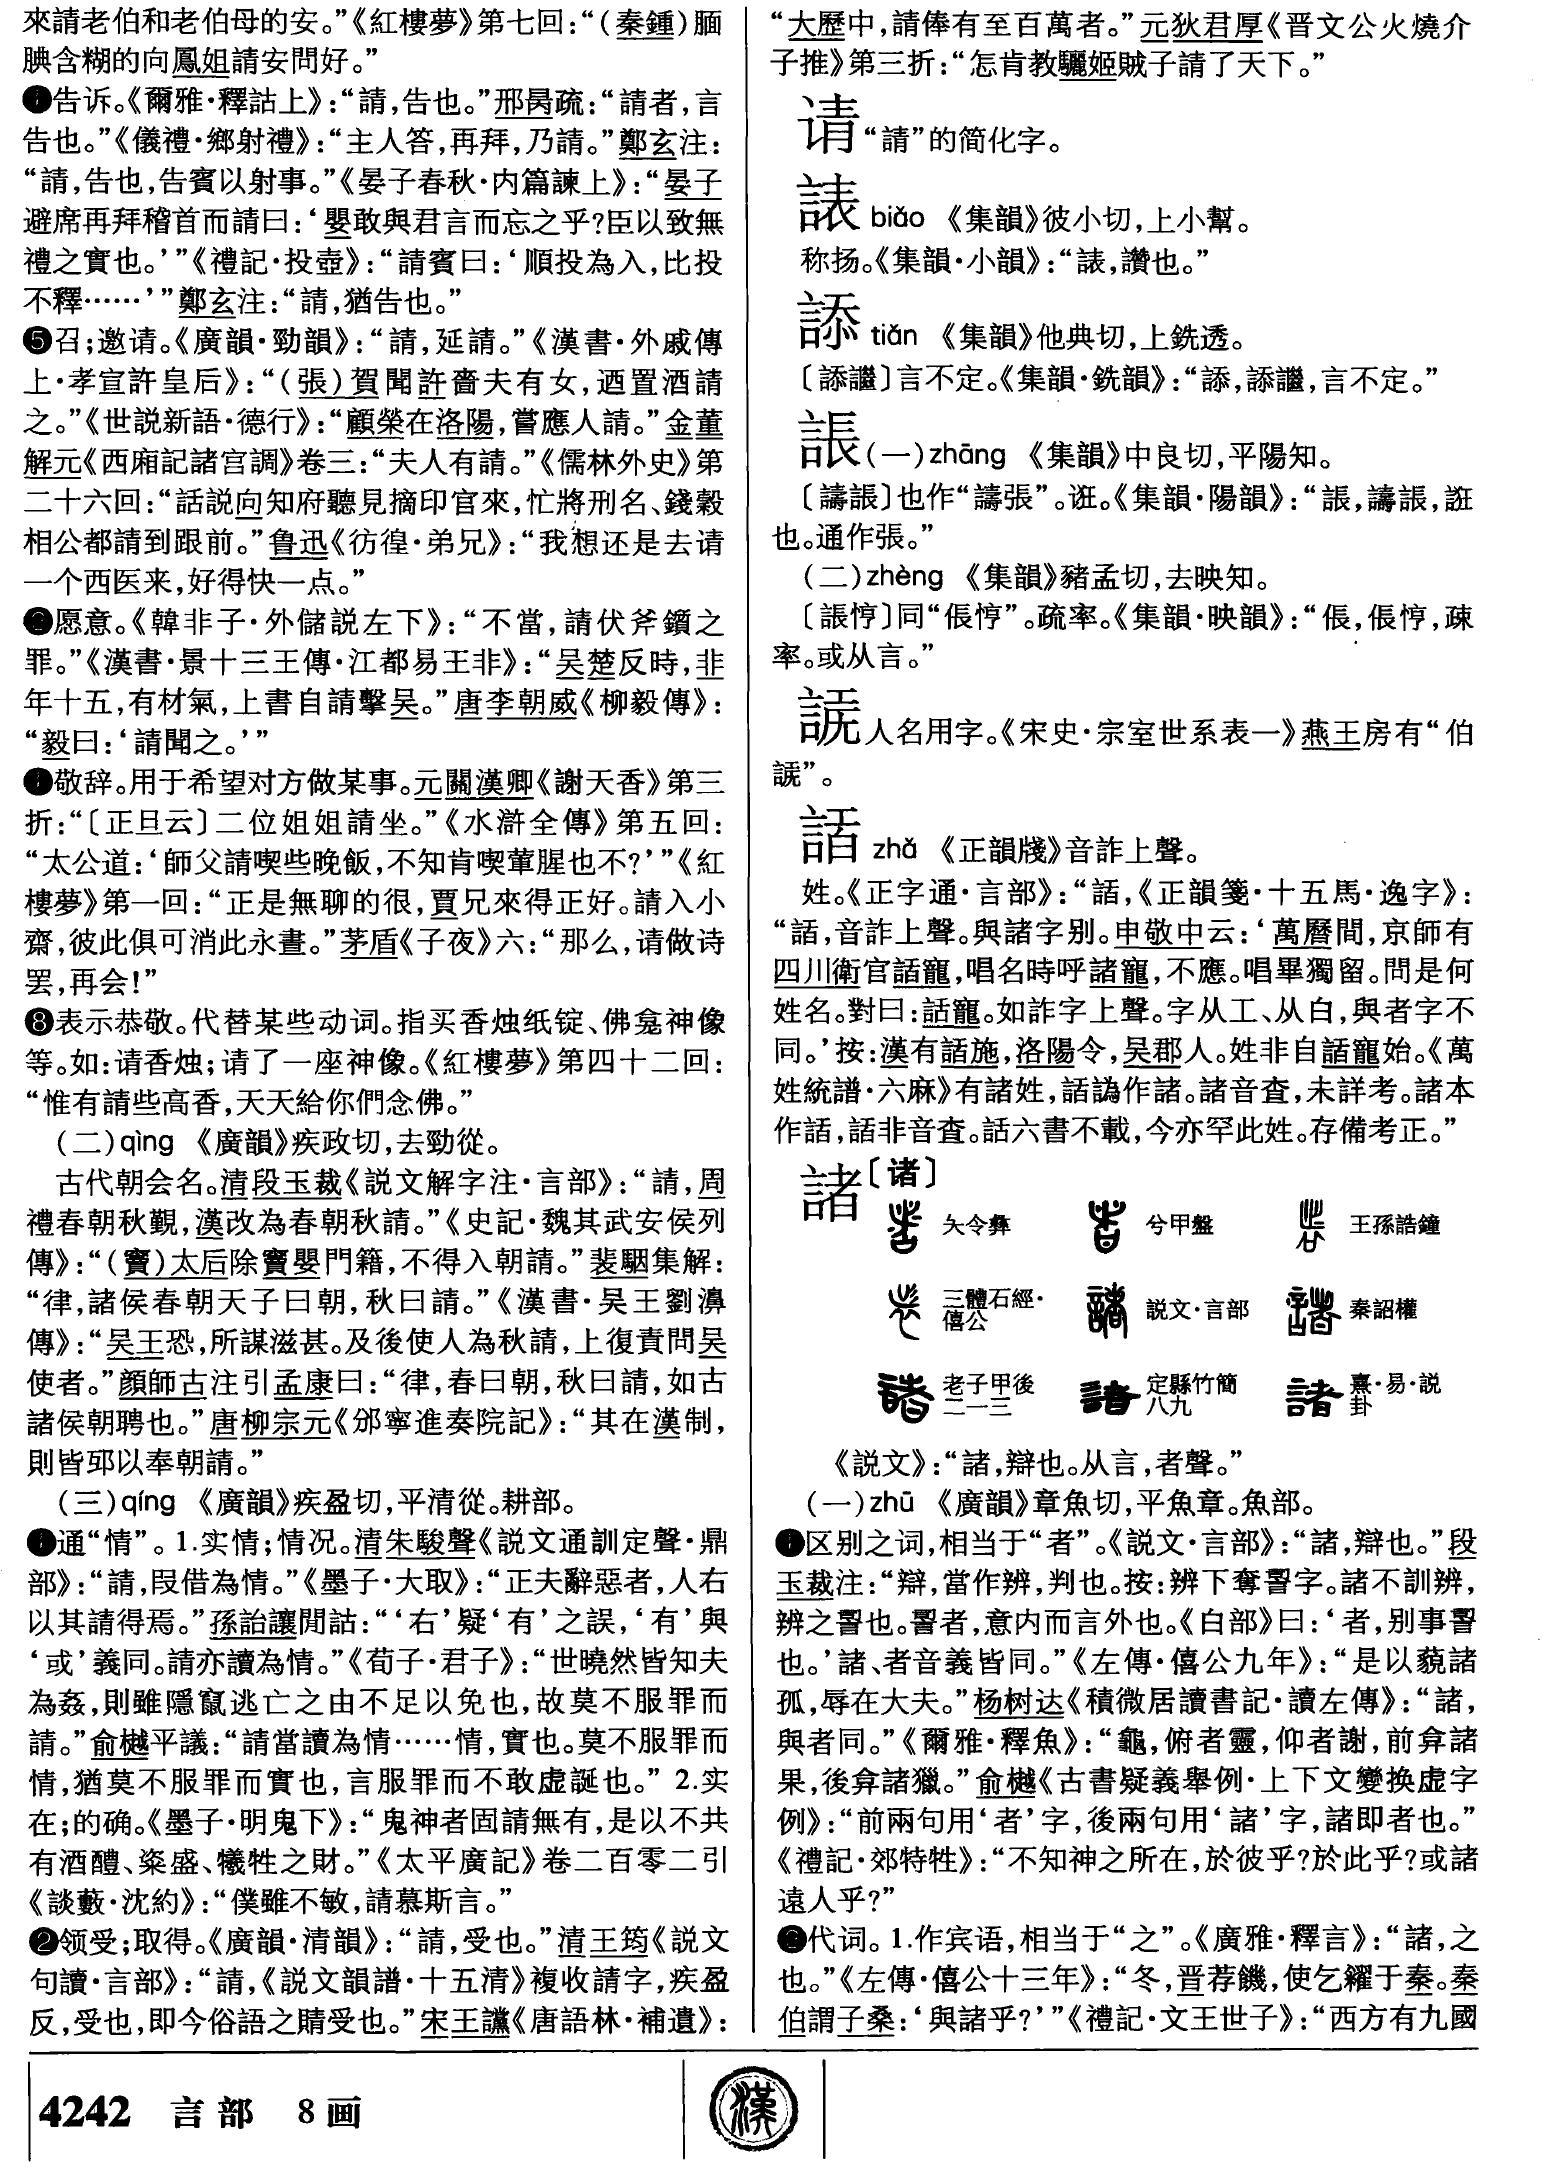 來請老伯和老伯母的安。”《紅樓夢》第七回：“（秦鍾）腼
腆含糊的向鳳姐請安問好。”
❹告诉。《爾雅·釋詁上》：“請，告也。”邢昺疏：“請者，言
告也。”《儀禮·鄉射禮》：“主人答，再拜，乃請。”鄭玄注：
“請，告也，告賓以射事。”《晏子春秋·内篇諫上》：“晏子
避席再拜稽首而請曰：‘嬰敢與君言而忘之乎？臣以致無
禮之實也。’”《禮記·投壺》：“請賓曰：‘順投為入，比投
不釋……’”鄭玄注：“請，猶告也。”
❺召；邀请。《廣韻·勁韻》：“請，延請。”《漢書·外戚傳
上·孝宣許皇后》：“（張）賀聞許嗇夫有女，迺置酒請
之。”《世説新語·德行》：“顧榮在洛陽，嘗應人請。”金董
解元《西廂記諸宫調》卷三：“夫人有請。”《儒林外史》第
二十六回：“話説向知府聽見摘印官來，忙將刑名、錢穀
相公都請到跟前。”鲁迅《彷徨·弟兄》：“我想还是去请
一个西医来，好得快一点。”
❻愿意。《韓非子·外儲説左下》：“不當，請伏斧鑕之
罪。”《漢書·景十三王傳·江都易王非》：“吴楚反時，非
年十五，有材氣，上書自請擊吴。”唐李朝威《柳毅傳》：
“毅曰：‘請聞之。’”
❼敬辞。用于希望对方做某事。元關漢卿《謝天香》第三
折：“〔正旦云〕二位姐姐請坐。”《水滸全傳》第五回：
“太公道：‘師父請喫些晚飯，不知肯喫葷腥也不？’”《紅
樓夢》第一回：“正是無聊的很，賈兄來得正好。請入小
齋，彼此俱可消此永晝。”茅盾《子夜》六：“那么，请做诗
罢，再会！”
❽表示恭敬。代替某些动词。指买香烛纸锭、佛龛神像
等。如：请香烛；请了一座神像。《紅樓夢》第四十二回：
“惟有請些高香，天天給你們念佛。”
（二）qìng 《廣韻》疾政切，去勁從。
古代朝会名。清段玉裁《説文解字注·言部》：“請，周
禮春朝秋覲，漢改為春朝秋請。”《史記·魏其武安侯列
傳》：“（竇）太后除竇嬰門籍，不得入朝請。”裴駰集解：
“律，諸侯春朝天子曰朝，秋曰請。”《漢書·吴王劉濞
傳》：“吴王恐，所謀滋甚。及後使人為秋請，上復責問吴
使者。”顔師古注引孟康曰：“律，春曰朝，秋曰請，如古
諸侯朝聘也。”唐柳宗元《邠寧進奏院記》：“其在漢制，
則皆邸以奉朝請。”
（三）qíng 《廣韻》疾盈切，平清從。耕部。
❶通“情”。1.实情；情况。清朱駿聲《説文通訓定聲·鼎
部》：“請，叚借為情。”《墨子·大取》：“正夫辭惡者，人右
以其請得焉。”孫詒讓閒詁：“‘右’疑‘有’之誤，‘有’與
‘或’義同。請亦讀為情。”《荀子·君子》：“世曉然皆知夫
為姦，則雖隱竄逃亡之由不足以免也，故莫不服罪而
請。”俞樾平議：“請當讀為情……情，實也。莫不服罪而
情，猶莫不服罪而實也，言服罪而不敢虚誕也。”2.实
在；的确。《墨子·明鬼下》：“鬼神者固請無有，是以不共
有酒醴、粢盛、犧牲之財。”《太平廣記》卷二百零二引
《談藪·沈約》：“僕雖不敏，請慕斯言。”
❷领受；取得。《廣韻·清韻》：“請，受也。”清王筠《説文
句讀·言部》：“請，《説文韻譜·十五清》複收請字，疾盈
反，受也，即今俗語之賵受也。”宋王讜《唐語林·補遺》：
“大歷中，請俸有至百萬者。”元狄君厚《晋文公火燒介
子推》第三折：“怎肯教驪姬賊子請了天下。”
请“請”的简化字。
諘 biǎo 《集韻》彼小切，上小幫。
称扬。《集韻·小韻》：“諘，讚也。”
㖭 tiǎn 《集韻》他典切，上銑透。
言不定。《集韻·銑韻》：言不定。”
䛫（一）zhāng 《集韻》中良切，平陽知。
也作“譸張”。诳。《集韻·陽韻》：誑
也。通作張。”
（二）zhèng 《集韻》豬孟切，去映知。
同“倀悙”。疏率。《集韻·映韻》：“倀，倀悙，疎
率。或从言。”
人名用字。《宋史·宗室世系表一》燕王房有“伯
”。
䛽 zhǎ 《正韻牋》音詐上聲。
姓。《正字通·言部》：“䛽，《正韻箋·十五馬·逸字》：
“䛽，音詐上聲。與諸字别。申敬中云：‘萬曆間，京師有
四川衛官䛽寵，唱名時呼諸寵，不應。唱畢獨留。問是何
姓名。對曰：䛽寵。如詐字上聲。字从工、从白，與者字不
同。’按：漢有䛽施，洛陽令，吴郡人。姓非自䛽寵始。《萬
姓統譜·六麻》有諸姓，䛽譌作諸。諸音查，未詳考。諸本
作䛽，䛽非音查。䛽六書不載，今亦罕此姓。存備考正。”
諸〔诸〕
夨令彝 兮甲盤 王孫誥鐘
三體石經·僖公 説文·言部 秦詔權
老子甲後二一三 定縣竹簡八九 熹·易·説卦
《説文》：“諸，辯也。从言，者聲。”
（一）zhū 《廣韻》章魚切，平魚章。魚部。
❶区别之词，相当于“者”。《説文·言部》：“諸，辯也。”段
玉裁注：“辯，當作辨，判也。按：辨下奪䛐字。諸不訓辨，
辨之䛐也。䛐者，意内而言外也。《白部》曰：‘者，别事䛐
也。’諸、者音義皆同。”《左傳·僖公九年》：“是以藐諸
孤，辱在大夫。”杨树达《積微居讀書記·讀左傳》：“諸，
與者同。”《爾雅·釋魚》：“龜，俯者靈，仰者謝，前弇諸
果，後弇諸獵。”俞樾《古書疑義舉例·上下文變换虚字
例》：“前兩句用‘者’字，後兩句用‘諸’字，諸即者也。”
《禮記·郊特牲》：“不知神之所在，於彼乎？於此乎？或諸
遠人乎？”
❷代词。1.作宾语，相当于“之”。《廣雅·釋言》：“諸，之
也。”《左傳·僖公十三年》：“冬，晋荐饑，使乞糴于秦。秦
伯謂子桑：‘與諸乎？’”《禮記·文王世子》：“西方有九國
4242 言部 8画
漢